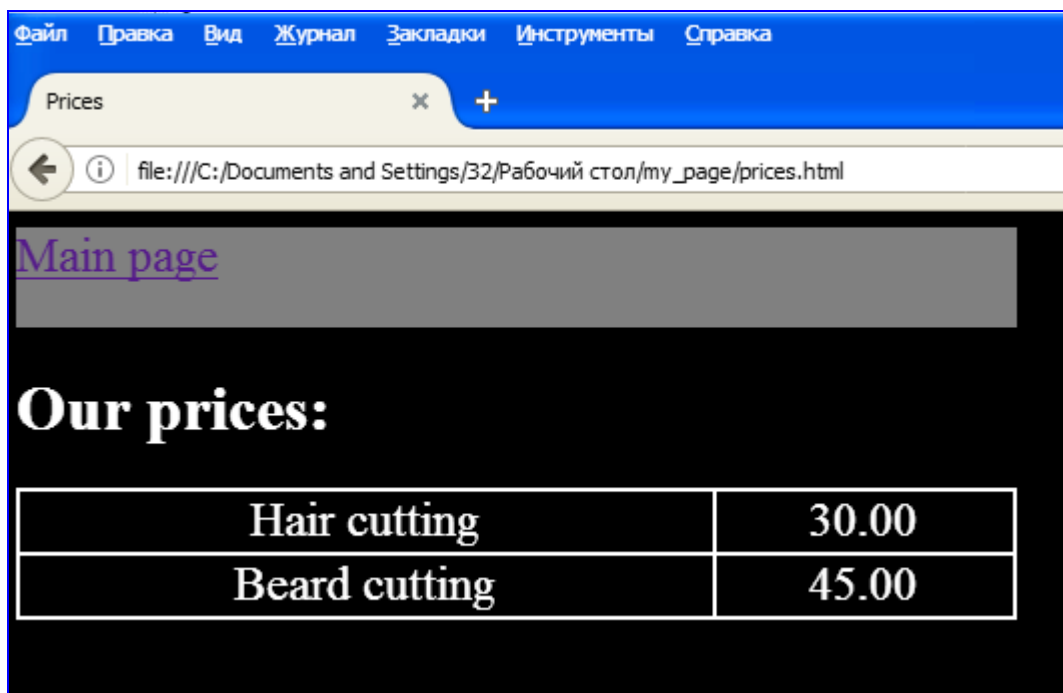 Файл Правка Вид Журнал Закладки Инструменты Справка
Prices
file:///C:/Documents and Settings/32/Рабочий стол/my_page/prices.html
Main page
Our prices:
Hair cutting 30.00
Beard cutting 45.00